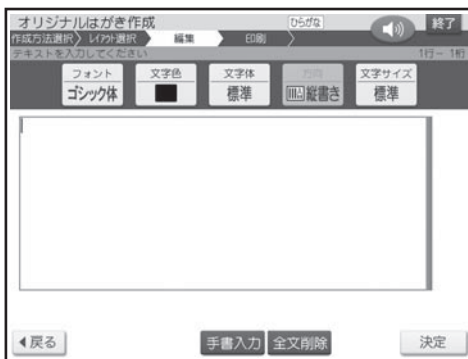 オリジナルはがき作成 ひらがな 終了
作成方法選択 〉 レイアウト選択 〉 編集 〉 印刷 〉
テキストを入力してください 1行- 1桁
フォント 文字色 文字体 方向 文字サイズ
ゴシック体 標準 縦書き 標準
戻る 手書入力 全文削除 決定